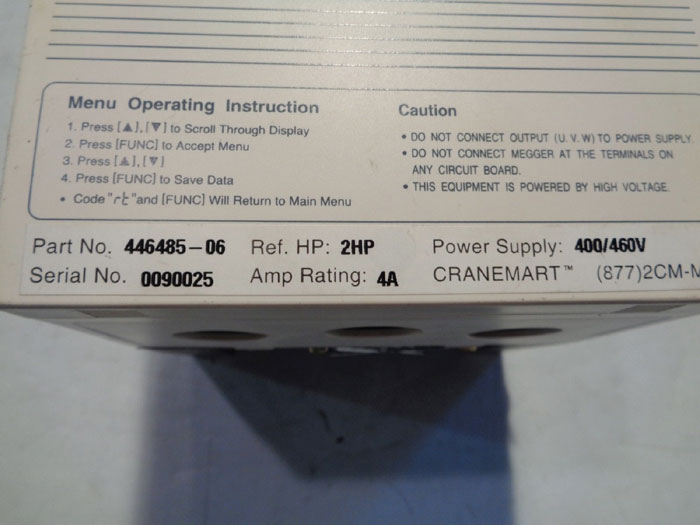 Menu Operating Instruction
1. Press [▲], [▼] to Scroll Through Display
2. Press [FUNC] to Accept Menu
3. Press [▲], [▼]
4. Press [FUNC] to Save Data
• Code "rt" and [FUNC] Will Return to Main Menu
Caution
• DO NOT CONNECT OUTPUT (U. V. W) TO POWER SUPPLY.
• DO NOT CONNECT MEGGER AT THE TERMINALS ON
ANY CIRCUIT BOARD.
• THIS EQUIPMENT IS POWERED BY HIGH VOLTAGE.
Part No. 446485-06 Ref. HP: 2HP Power Supply: 400/460V
Serial No. 0090025 Amp Rating: 4A CRANEMART™ (877)2CM-M